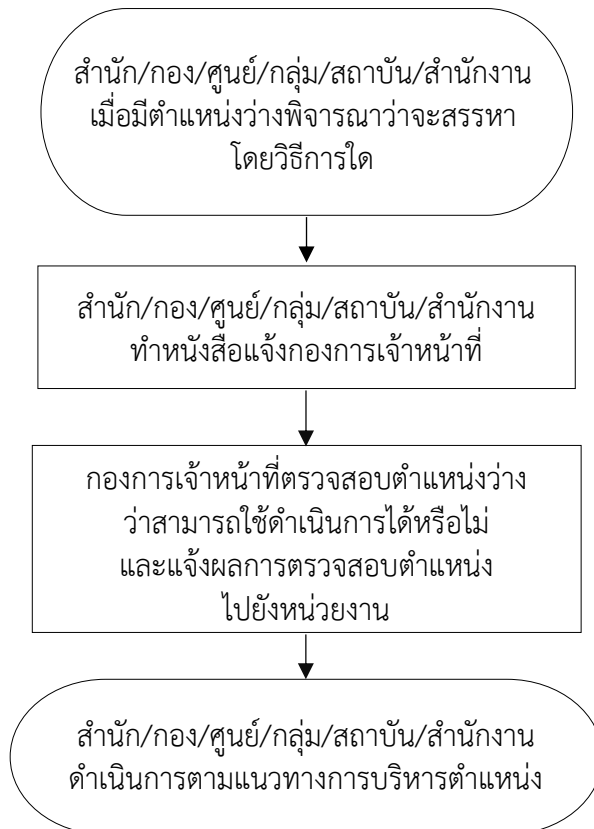 สำนัก/กอง/ศูนย์/กลุ่ม/สถาบัน/สำนักงาน
เมื่อมีตำแหน่งว่างพิจารณาว่าจะสรรหา
โดยวิธีการใด
สำนัก/กอง/ศูนย์/กลุ่ม/สถาบัน/สำนักงาน
ทำหนังสือแจ้งกองการเจ้าหน้าที่
กองการเจ้าหน้าที่ตรวจสอบตำแหน่งว่าง
ว่าสามารถใช้ดำเนินการได้หรือไม่
และแจ้งผลการตรวจสอบตำแหน่ง
ไปยังหน่วยงาน
สำนัก/กอง/ศูนย์/กลุ่ม/สถาบัน/สำนักงาน
ดำเนินการตามแนวทางการบริหารตำแหน่ง